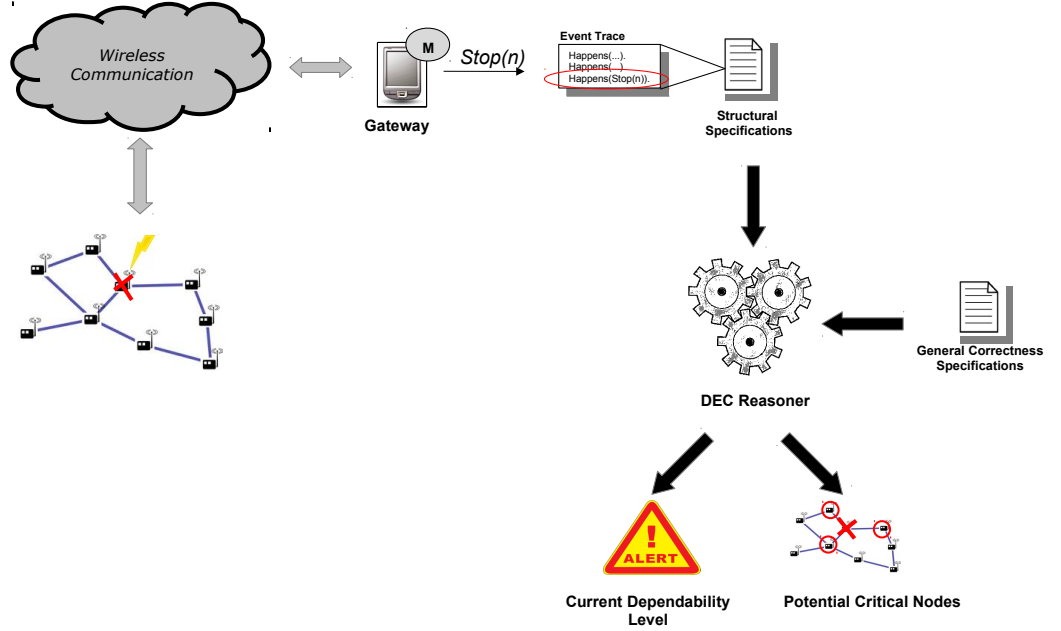 Wireless
Communication
M
Stop(n)
Gateway
Event Trace
Happens(...).
Happens(...)
Happens(Stop(n)).
Structural
Specifications
General Correctness
Specifications
DEC Reasoner
!
ALERT
Current Dependability
Level
Potential Critical Nodes